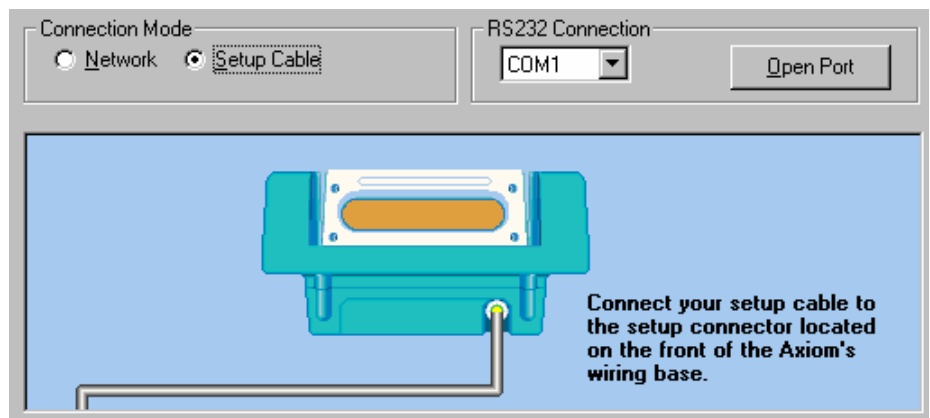 Connection Mode
Network
Setup Cable
RS232 Connection
COM1
Open Port
Connect your setup cable to
the setup connector located
on the front of the Axiom's
wiring base.